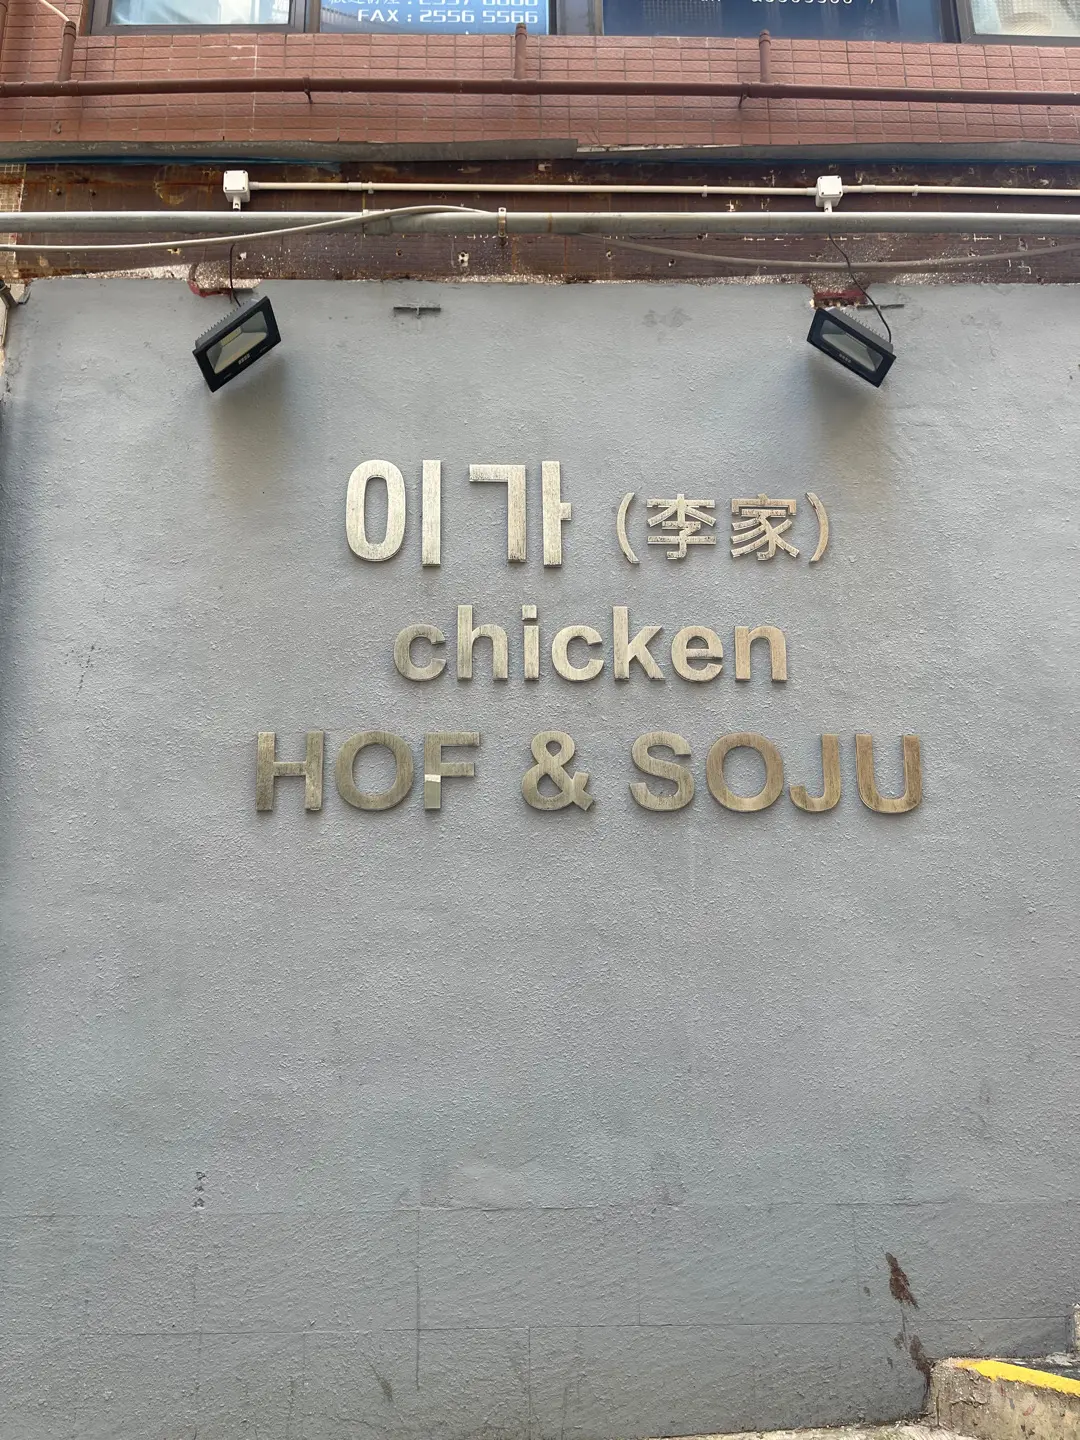 FAX : 2556 5566
이가 (李家)
chicken
HOF & SOJU